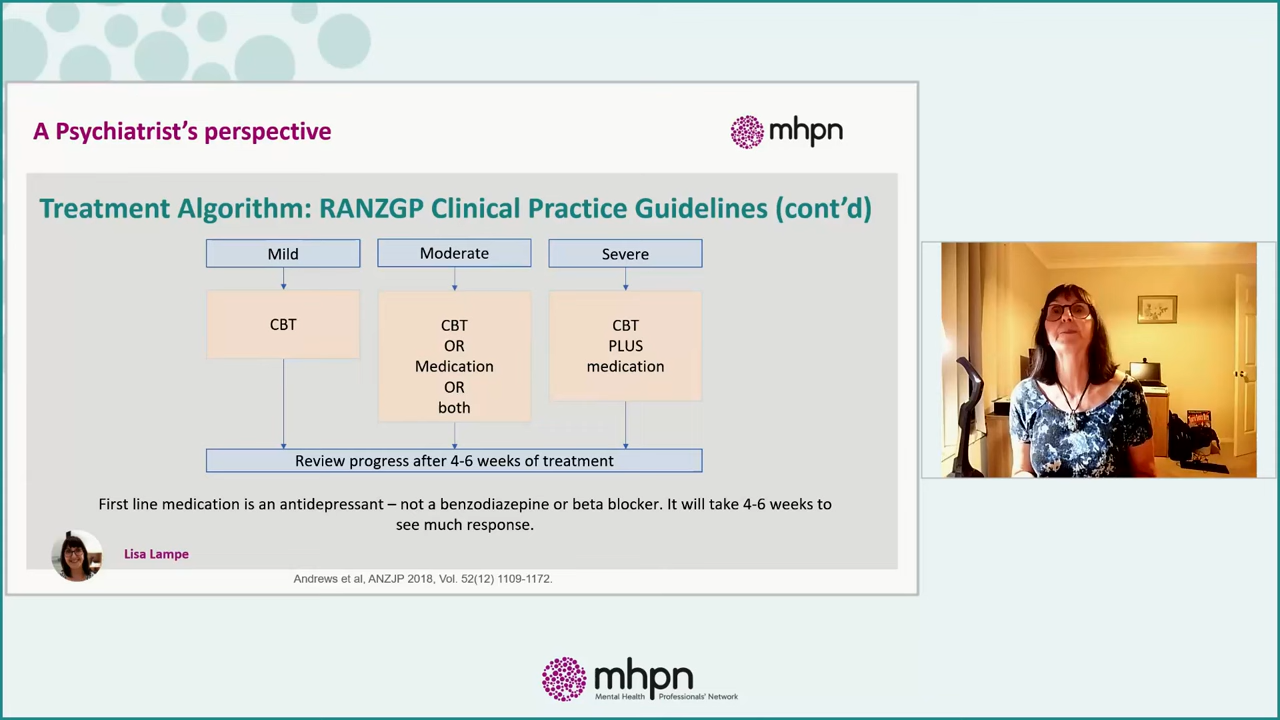 A Psychiatrist's perspective
mhpn
Treatment Algorithm: RANZGP Clinical Practice Guidelines (cont'd)
Mild
Moderate
Severe
CBT
CBT
OR
Medication
OR
both
CBT
PLUS
medication
Review progress after 4-6 weeks of treatment
First line medication is an antidepressant – not a benzodiazepine or beta blocker. It will take 4-6 weeks to
see much response.
Lisa Lampe
Andrews et al, ANZJP 2018, Vol. 52(12) 1109-1172.
mhpn
Mental Health Professionals' Network